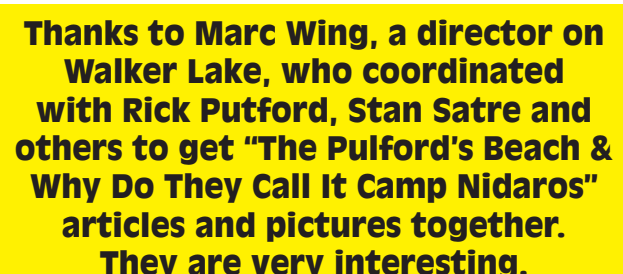 Thanks to Marc Wing, a director on
Walker Lake, who coordinated
with Rick Putford, Stan Satre and
others to get “The Pulford’s Beach &
Why Do They Call It Camp Nidaros”
articles and pictures together.
They are very interesting.